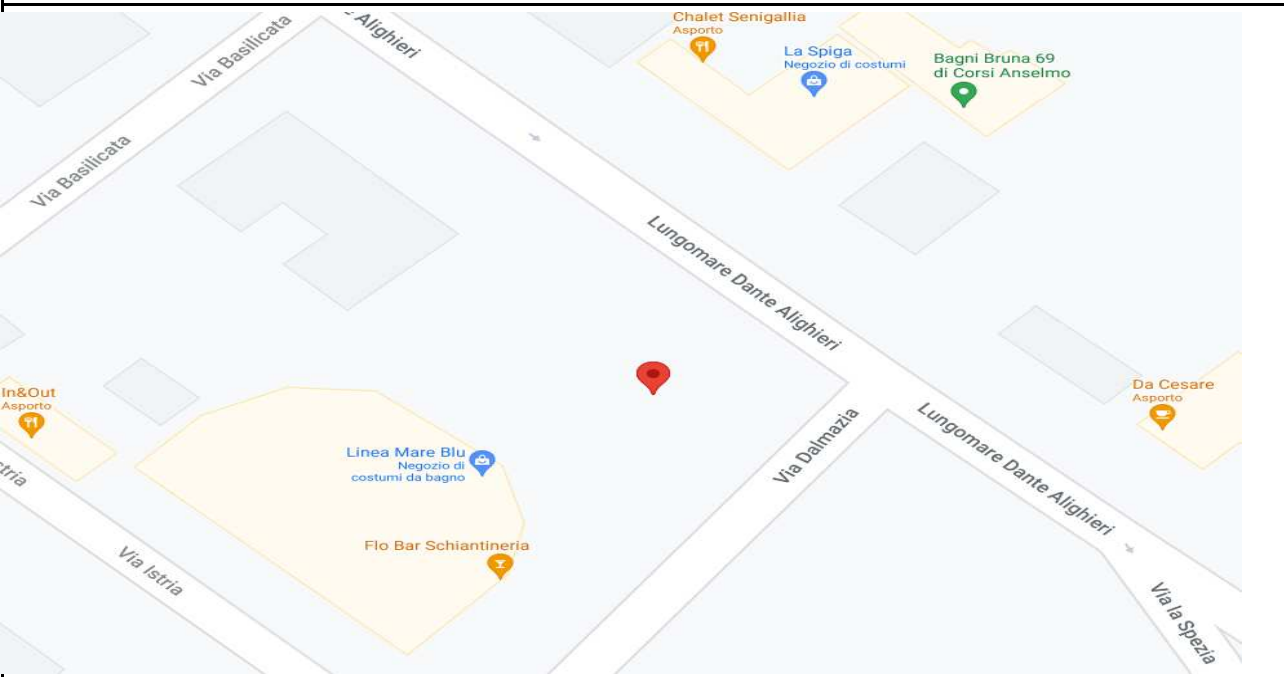 Chalet Senigallia
Asporto
Via Basilicata
Alighieri
La Spiga
Negozio di costumi
Bagni Bruna 69
di Corsi Anselmo
Via Basilicata
Lungomare Dante Alighieri
In&Out
Asporto
Da Cesare
Asporto
Via Dalmazia
Lungomare Dante Alighieri
Linea Mare Blu
Negozio di
costumi da bagno
Flo Bar Schiantineria
Via Istria
Via la Spezia